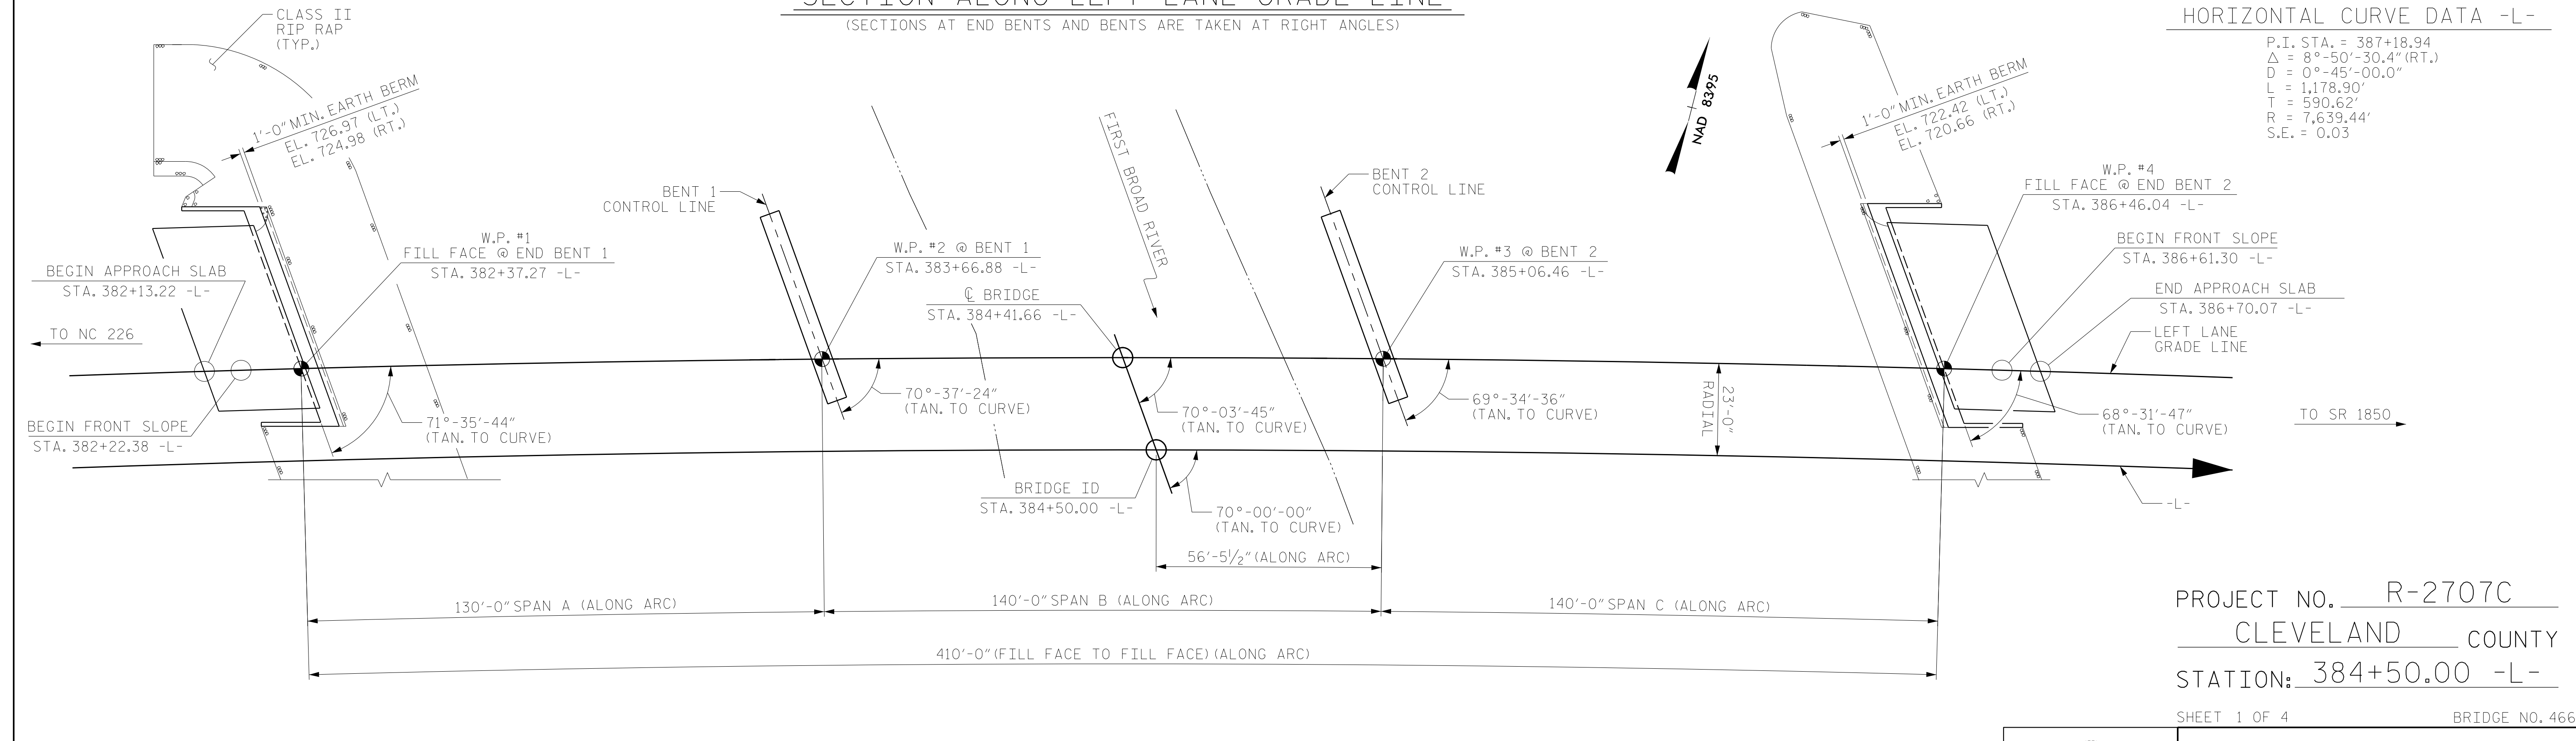 SECTION ALONG LEFT LANE GRADE LINE
(SECTIONS AT END BENTS AND BENTS ARE TAKEN AT RIGHT ANGLES)
HORIZONTAL CURVE DATA -L-
P.I. STA. = 387+18.94
△ = 8°-50'-30.4" (RT.)
D = 0°-45'-00.0"
L = 1,178.90'
T = 590.62'
R = 7,639.44'
S.E. = 0.03
CLASS II
RIP RAP
(TYP.)
1'-0" MIN. EARTH BERM
EL. 726.97 (LT.)
EL. 724.98 (RT.)
NAD 83/95
FIRST BROAD RIVER
1'-0" MIN. EARTH BERM
EL. 722.42 (LT.)
EL. 720.66 (RT.)
BENT 1
CONTROL LINE
BENT 2
CONTROL LINE
W.P. #4
FILL FACE @ END BENT 2
STA. 386+46.04 -L-
W.P. #1
FILL FACE @ END BENT 1
STA. 382+37.27 -L-
W.P. #2 @ BENT 1
STA. 383+66.88 -L-
W.P. #3 @ BENT 2
STA. 385+06.46 -L-
BEGIN FRONT SLOPE
STA. 386+61.30 -L-
BEGIN APPROACH SLAB
STA. 382+13.22 -L-
℄ BRIDGE
STA. 384+41.66 -L-
END APPROACH SLAB
STA. 386+70.07 -L-
TO NC 226
LEFT LANE
GRADE LINE
BEGIN FRONT SLOPE
STA. 382+22.38 -L-
71°-35'-44"
(TAN. TO CURVE)
70°-37'-24"
(TAN. TO CURVE)
70°-03'-45"
(TAN. TO CURVE)
69°-34'-36"
(TAN. TO CURVE)
23'-0"
RADIAL
68°-31'-47"
(TAN. TO CURVE)
TO SR 1850
BRIDGE ID
STA. 384+50.00 -L-
70°-00'-00"
(TAN. TO CURVE)
-L-
56'-5½" (ALONG ARC)
130'-0" SPAN A (ALONG ARC)
140'-0" SPAN B (ALONG ARC)
140'-0" SPAN C (ALONG ARC)
410'-0" (FILL FACE TO FILL FACE) (ALONG ARC)
PROJECT NO. R-2707C
CLEVELAND COUNTY
STATION: 384+50.00 -L-
SHEET 1 OF 4 BRIDGE NO. 466